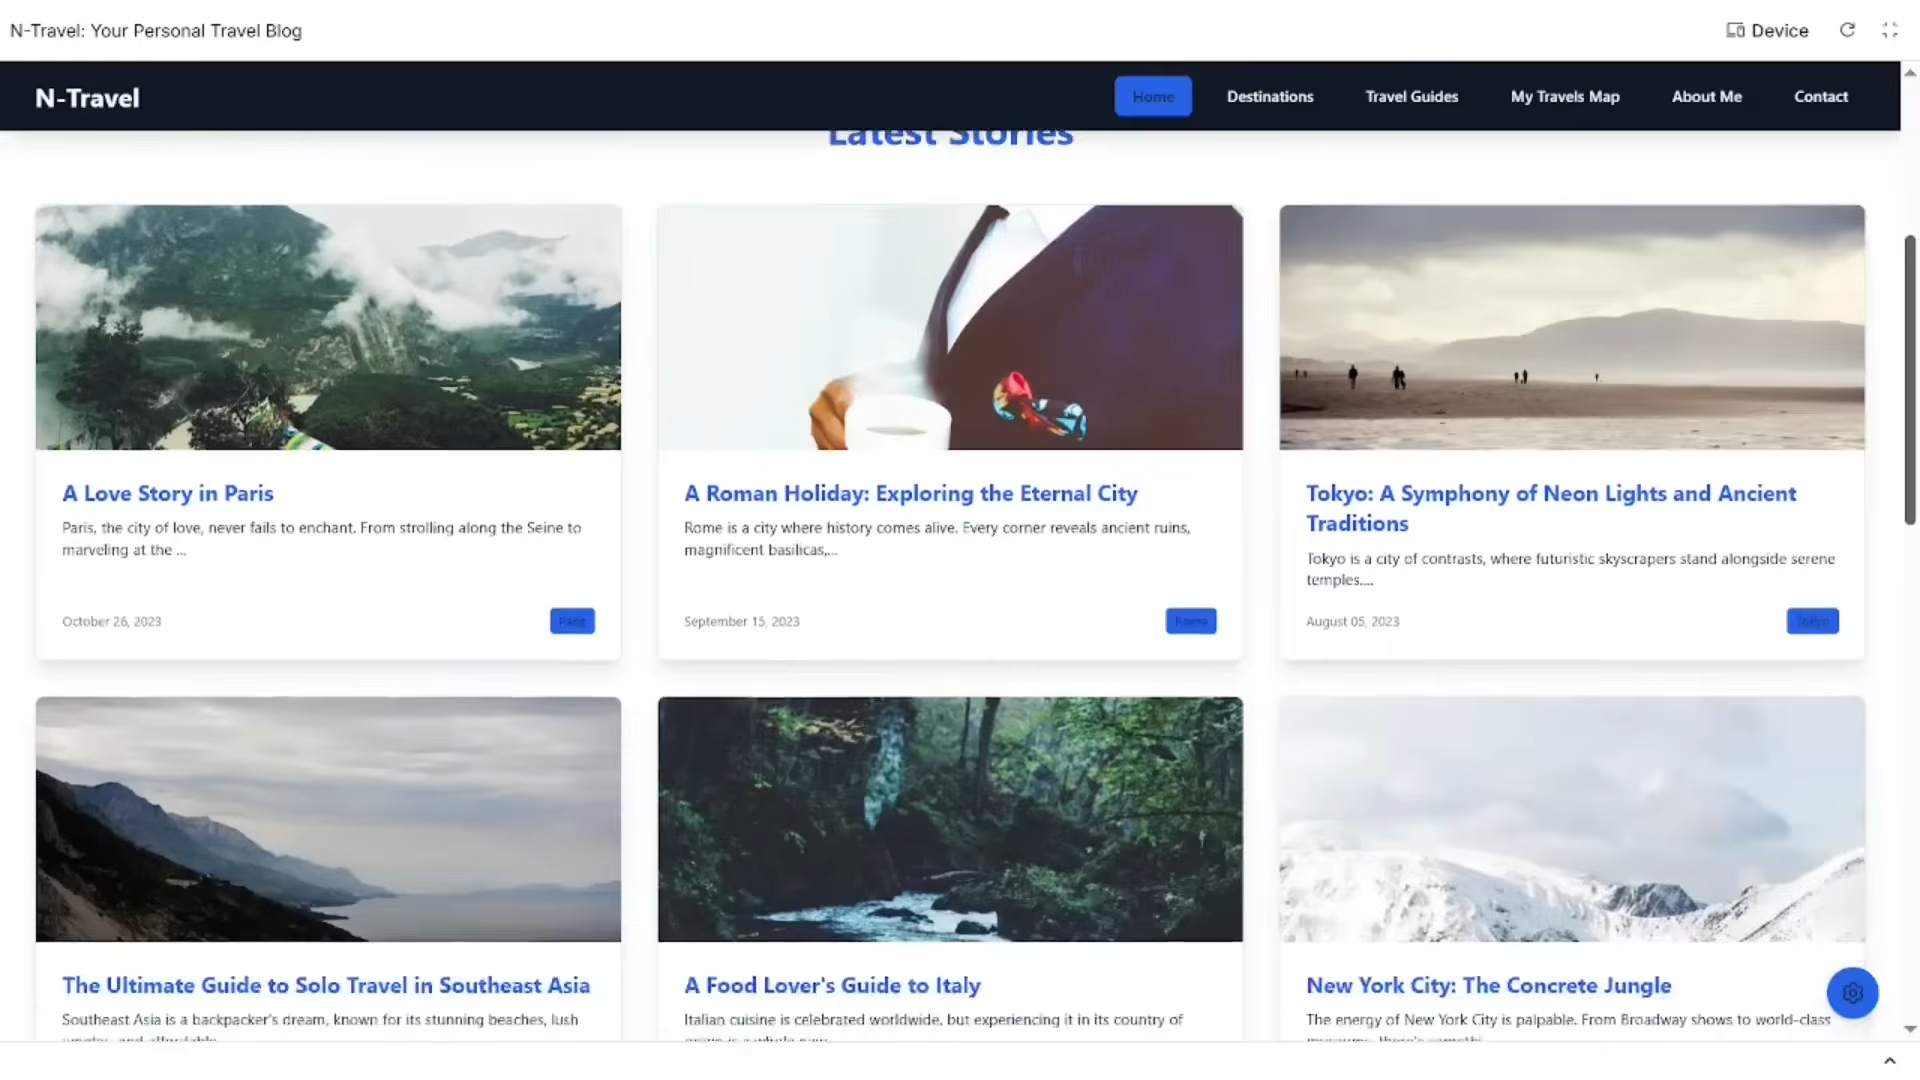 N-Travel: Your Personal Travel Blog
Device
N-Travel
Home
Destinations
Travel Guides
My Travels Map
About Me
Contact
Latest Stories
A Love Story in Paris
Paris, the city of love, never fails to enchant. From strolling along the Seine to
marveling at the ...
October 26, 2023
Paris
A Roman Holiday: Exploring the Eternal City
Rome is a city where history comes alive. Every corner reveals ancient ruins,
magnificent basilicas,...
September 15, 2023
Rome
Tokyo: A Symphony of Neon Lights and Ancient
Traditions
Tokyo is a city of contrasts, where futuristic skyscrapers stand alongside serene
temples....
August 05, 2023
Tokyo
The Ultimate Guide to Solo Travel in Southeast Asia
Southeast Asia is a backpacker's dream, known for its stunning beaches, lush
A Food Lover's Guide to Italy
Italian cuisine is celebrated worldwide, but experiencing it in its country of
New York City: The Concrete Jungle
The energy of New York City is palpable. From Broadway shows to world-class